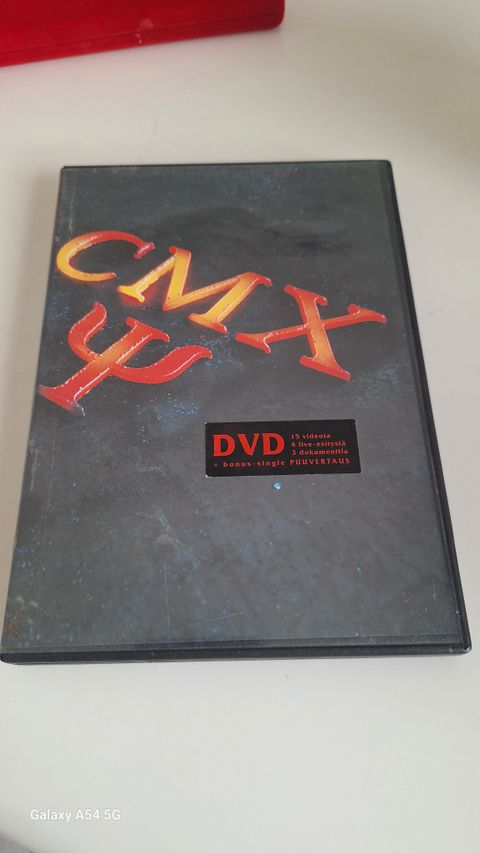 CMX
Ψ
DVD
15 videota
4 live-esitystä
3 dokumenttia
+ bonus-single PUUVERTAUS
Galaxy A54 5G